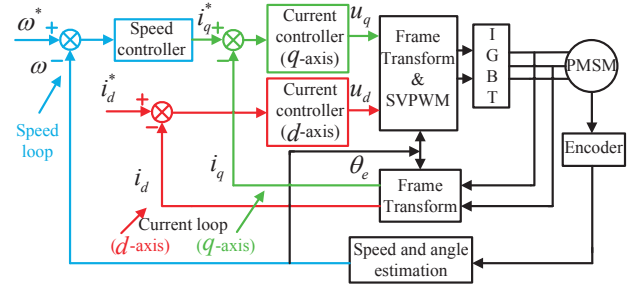 ω*
+
−
ω
Speed
controller
i_q*
+
−
Current
controller
(q-axis)
u_q
Frame
Transform
&
SVPWM
I
G
B
T
PMSM
i_d*
+
−
Current
controller
(d-axis)
u_d
Speed
loop
Encoder
i_d
i_q
θ_e
Frame
Transform
Current loop
(d-axis)
(q-axis)
Speed and angle
estimation